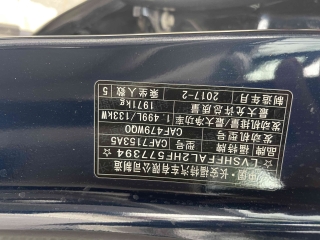 中国·长安福特汽车有限公司制造
☆LVSHFFAL2HF577394☆
品牌 福特牌 型号 CAF7153A5
发动机型号 CAF479WQ0
发动机排量/最大净功率 1.499L/133kW
最大允许总质量 1971kg
制造年月 2017-2 乘坐人数 5